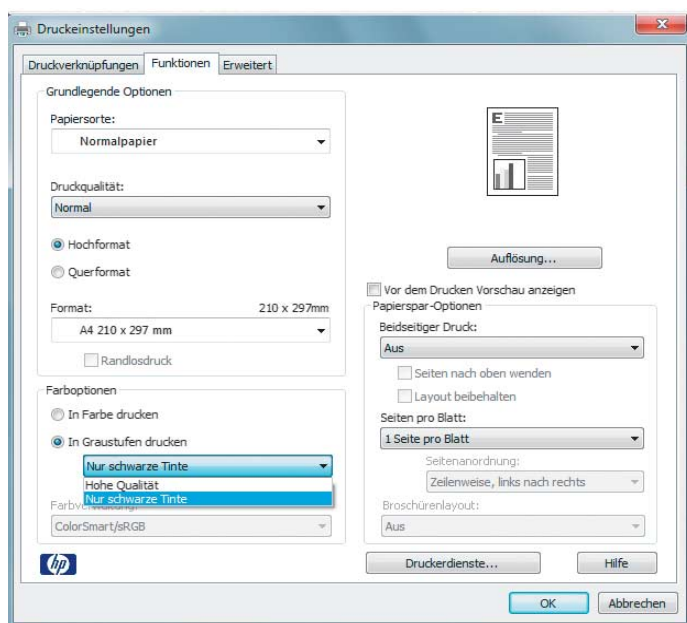 Druckeinstellungen
Druckverknüpfungen Funktionen Erweitert
Grundlegende Optionen
Papiersorte:
Normalpapier
Druckqualität:
Normal
Hochformat
Querformat
Format: 210 x 297mm
A4 210 x 297 mm
Randlosdruck
Farboptionen
In Farbe drucken
In Graustufen drucken
Nur schwarze Tinte
Hohe Qualität
Nur schwarze Tinte
ColorSmart/sRGB
hp
E
Auflösung...
Vor dem Drucken Vorschau anzeigen
Papierspar-Optionen
Beidseitiger Druck:
Aus
Seiten nach oben wenden
Layout beibehalten
Seiten pro Blatt:
1 Seite pro Blatt
Seitenanordnung:
Zeilenweise, links nach rechts
Broschürenlayout:
Aus
Druckerdienste... Hilfe
OK Abbrechen